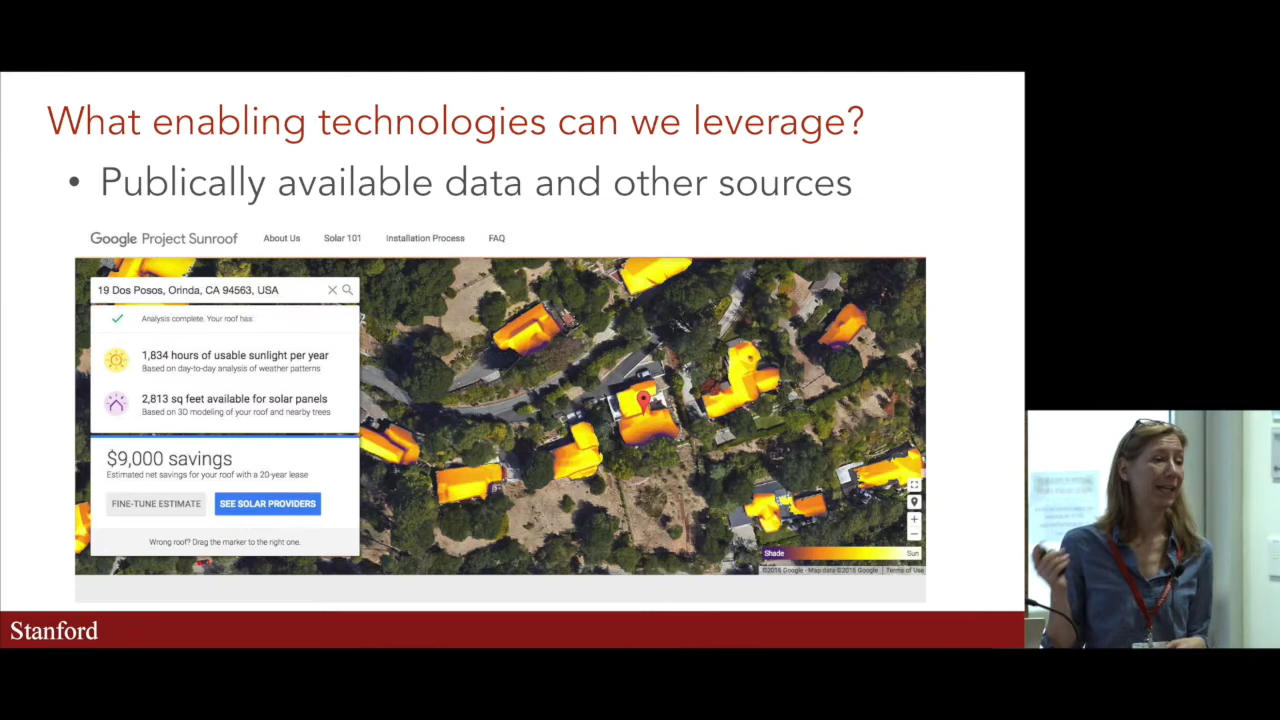 What enabling technologies can we leverage?
• Publically available data and other sources
Google Project Sunroof
About Us
Solar 101
Installation Process
FAQ
19 Dos Posos, Orinda, CA 94563, USA
Analysis complete. Your roof has:
1,834 hours of usable sunlight per year
Based on day-to-day analysis of weather patterns
2,813 sq feet available for solar panels
Based on 3D modeling of your roof and nearby trees
$9,000 savings
Estimated net savings for your roof with a 20-year lease
FINE-TUNE ESTIMATE
SEE SOLAR PROVIDERS
Wrong roof? Drag the marker to the right one.
Shade
Sun
©2016 Google - Map data ©2016 Google
Terms of Use
Stanford